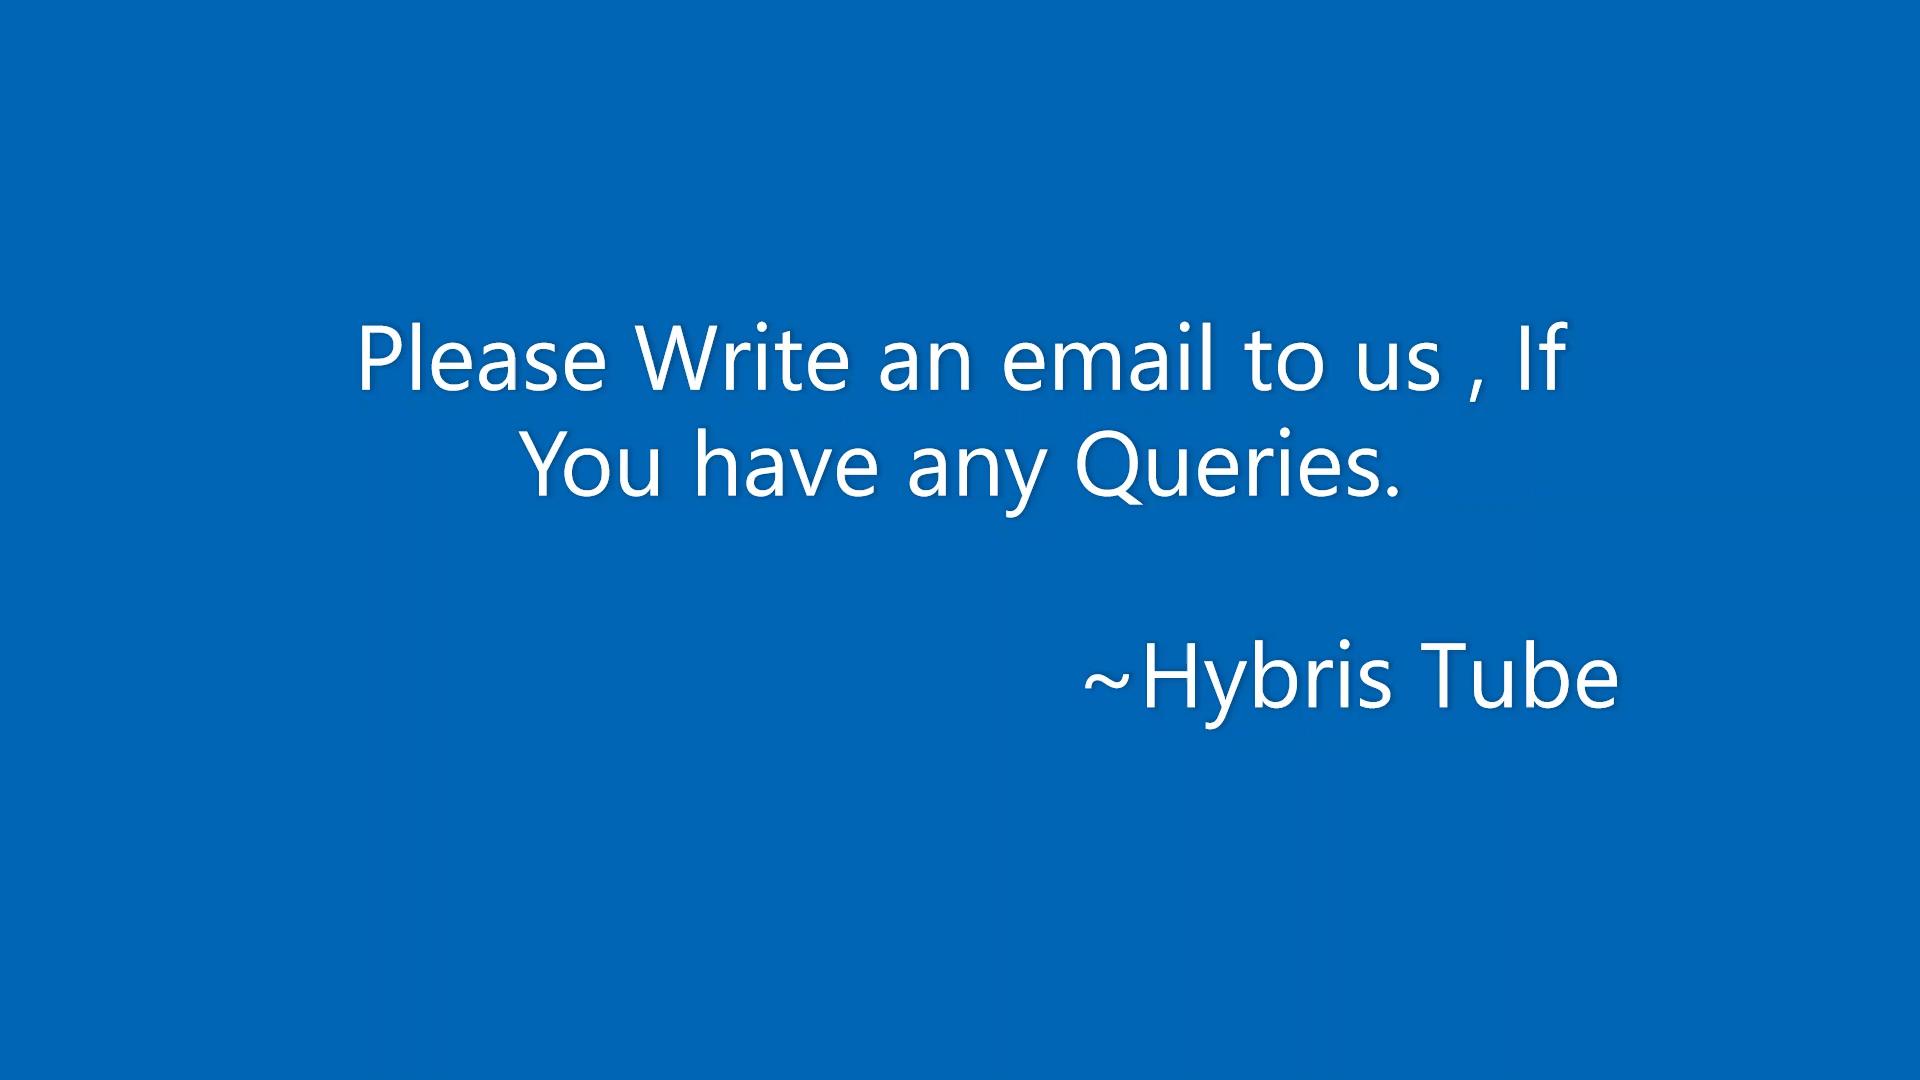 Please Write an email to us , If
You have any Queries.
~Hybris Tube